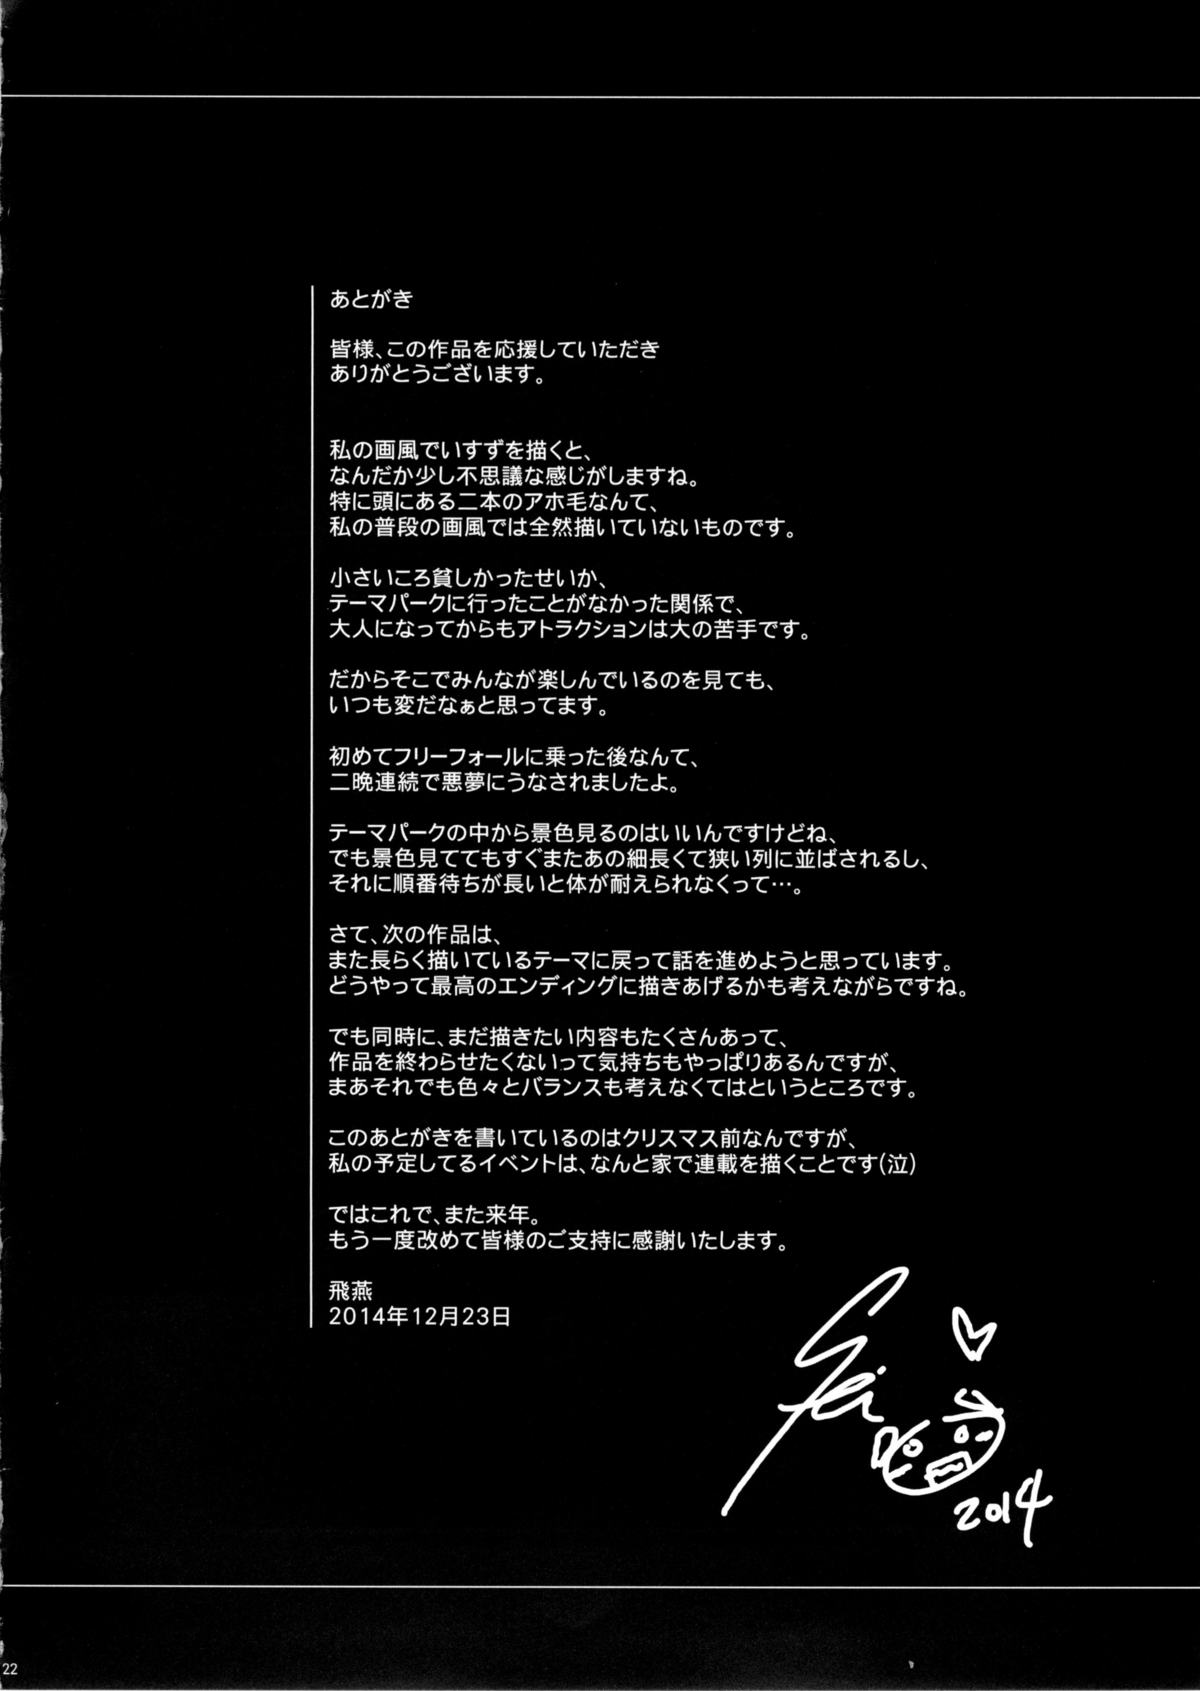 あとがき
皆様、この作品を応援していただき
ありがとうございます。
私の画風でいすずを描くと、
なんだか少し不思議な感じがしますね。
特に頭にある二本のアホ毛なんて、
私の普段の画風では全然描いていないものです。
小さいころ貧しかったせいか、
テーマパークに行ったことがなかった関係で、
大人になってからもアトラクションは大の苦手です。
だからそこでみんなが楽しんでいるのを見ても、
いつも変だなぁと思ってます。
初めてフリーフォールに乗った後なんて、
二晩連続で悪夢にうなされましたよ。
テーマパークの中から景色見るのはいいんですけどね、
でも景色見ててもすぐまたあの細長くて狭い列に並ばされるし、
それに順番待ちが長いと体が耐えられなくって…。
さて、次の作品は、
また長らく描いているテーマに戻って話を進めようと思っています。
どうやって最高のエンディングに描きあげるかも考えながらですね。
でも同時に、まだ描きたい内容もたくさんあって、
作品を終わらせたくないって気持ちもやっぱりあるんですが、
まあそれでも色々とバランスも考えなくてはというところです。
このあとがきを書いているのはクリスマス前なんですが、
私の予定してるイベントは、なんと家で連載を描くことです(泣)
ではこれで、また来年。
もう一度改めて皆様のご支持に感謝いたします。
飛燕
2014年12月23日
2014
22